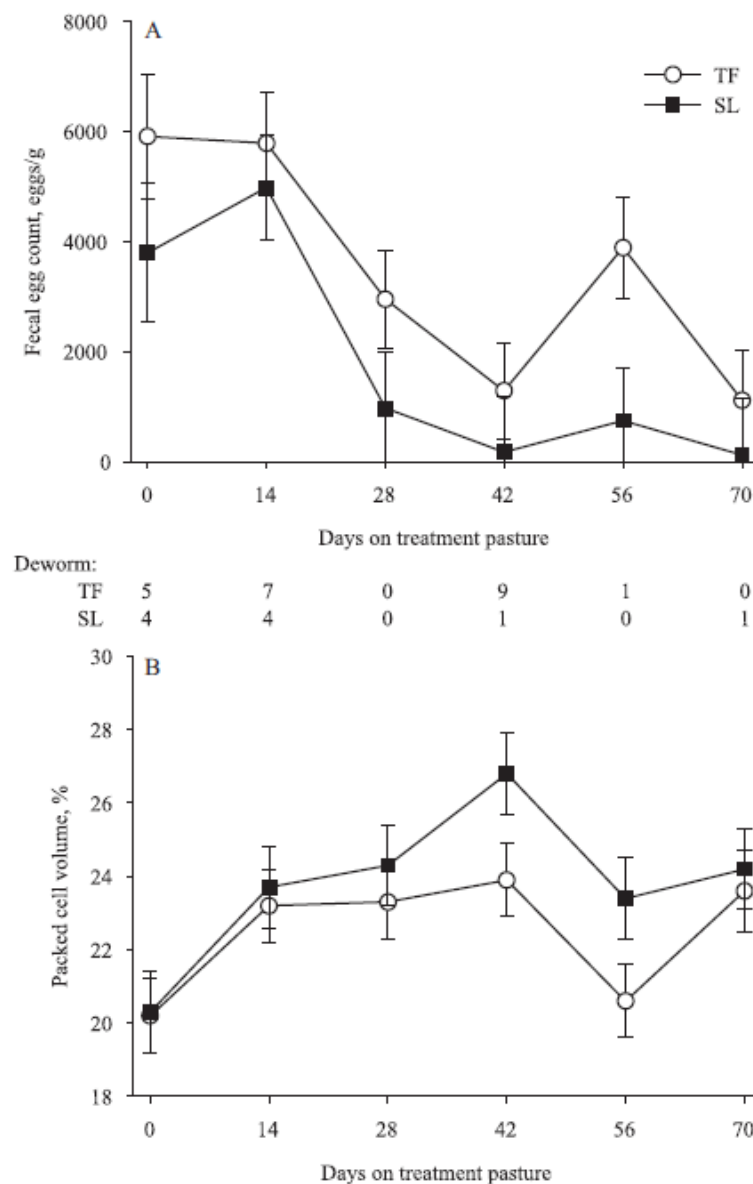 A
8000
6000
4000
2000
0
Fecal egg count, eggs/g
TF
SL
0 14 28 42 56 70
Days on treatment pasture
Deworm:
TF 5 7 0 9 1 0
SL 4 4 0 1 0 1
B
30
28
26
24
22
20
18
Packed cell volume, %
0 14 28 42 56 70
Days on treatment pasture